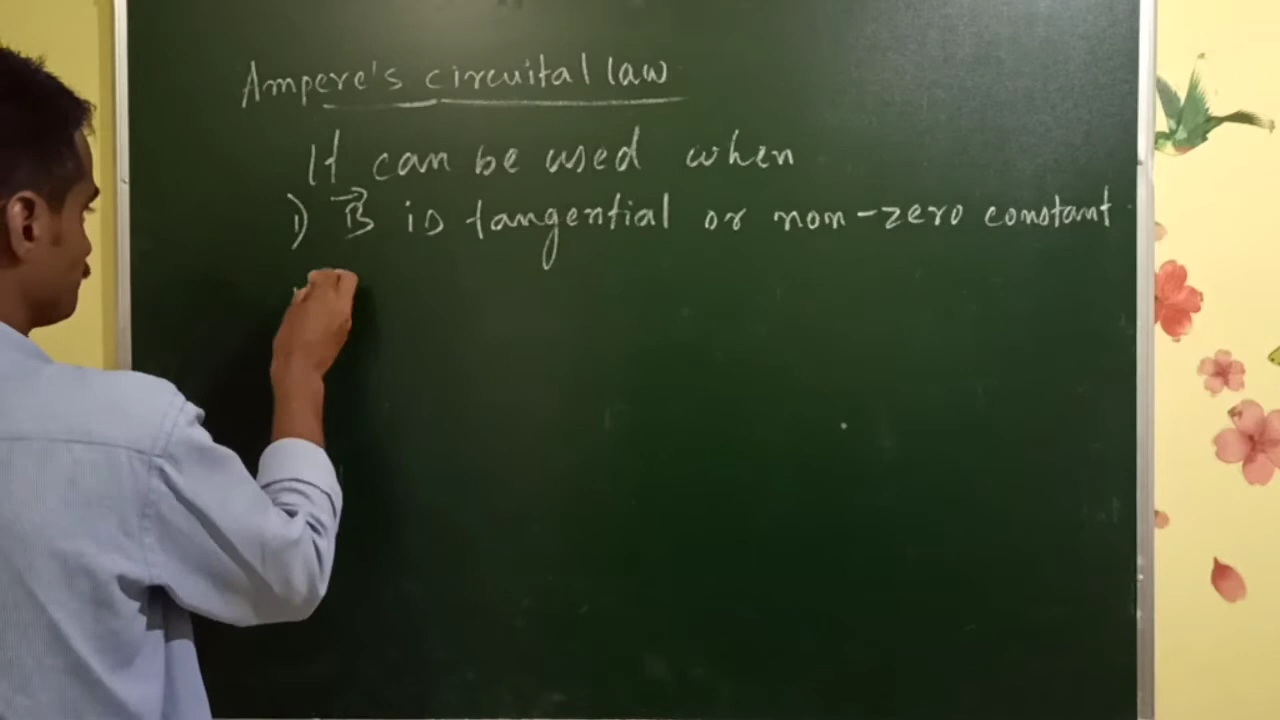 Ampere's circuital law
It can be used when
1) B⃗ is tangential or non-zero constant